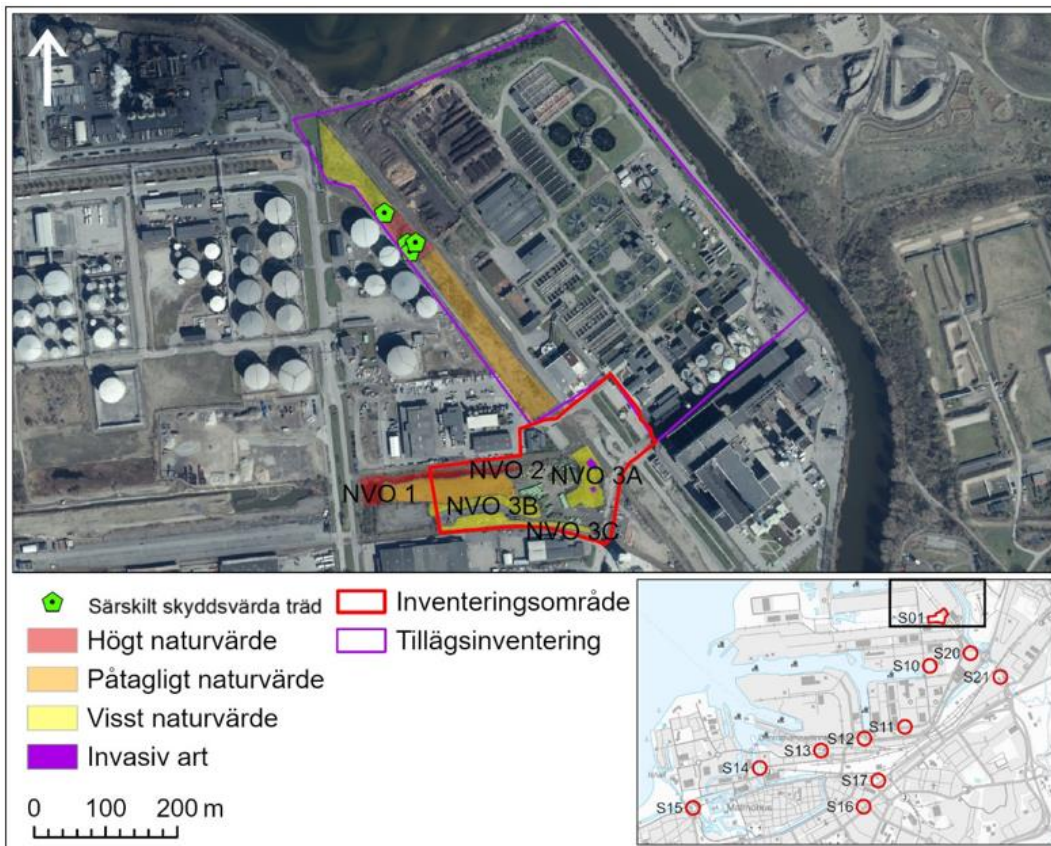 NVO 2
NVO 3A
NVO 1
NVO 3B
NVO 3C
Särskilt skyddsvärda träd
Högt naturvärde
Påtagligt naturvärde
Visst naturvärde
Invasiv art
Inventeringsområde
Tillägsinventering
0 100 200 m
S01
S20
S10
S21
S11
S12
S13
S14
S17
S16
S15